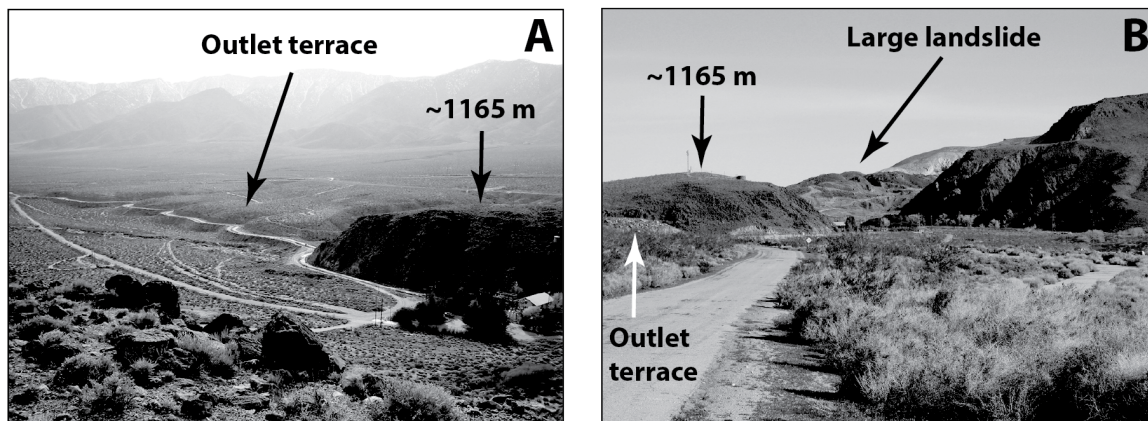 A
Outlet terrace
~1165 m
B
Large landslide
~1165 m
Outlet
terrace